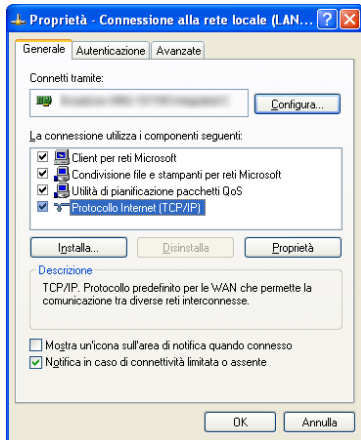 Proprietà - Connessione alla rete locale (LAN...
Generale Autenticazione Avanzate
Connetti tramite:
Configura...
La connessione utilizza i componenti seguenti:
Client per reti Microsoft
Condivisione file e stampanti per reti Microsoft
Utilità di pianificazione pacchetti QoS
Protocollo Internet (TCP/IP)
Installa... Disinstalla Proprietà
Descrizione
TCP/IP. Protocollo predefinito per le WAN che permette la
comunicazione tra diverse reti interconnesse.
Mostra un'icona sull'area di notifica quando connesso
Notifica in caso di connettività limitata o assente
OK Annulla